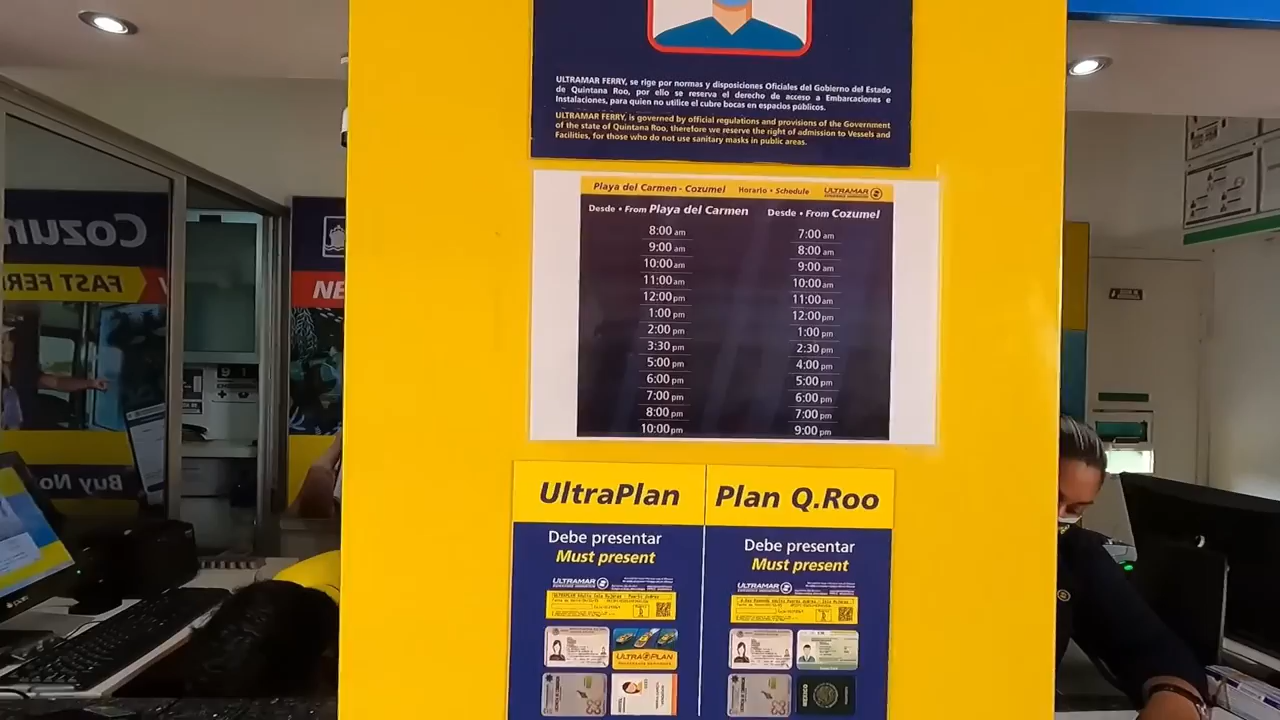 ULTRAMAR FERRY, se rige por normas y disposiciones Oficiales del Gobierno del Estado
de Quintana Roo, por ello se reserva el derecho de acceso a Embarcaciones e
Instalaciones, para quien no utilice el cubre bocas en espacios públicos.
ULTRAMAR FERRY, is governed by official regulations and provisions of the Government
of the state of Quintana Roo, therefore we reserve the right of admission to Vessels and
Facilities, for those who do not use sanitary masks in public areas.
Playa del Carmen - Cozumel Horario • Schedule ULTRAMAR
Desde • From Playa del Carmen Desde • From Cozumel
8:00 am 7:00 am
9:00 am 8:00 am
10:00 am 9:00 am
11:00 am 10:00 am
12:00 pm 11:00 am
1:00 pm 12:00 pm
2:00 pm 1:00 pm
3:30 pm 2:30 pm
5:00 pm 4:00 pm
6:00 pm 5:00 pm
7:00 pm 6:00 pm
8:00 pm 7:00 pm
10:00 pm 9:00 pm
UltraPlan Plan Q.Roo
Debe presentar Debe presentar
Must present Must present
ULTRAMAR ULTRAMAR
ULTRAPLAN
MÉXICO
Cozum
FAST FER
NE
Buy No